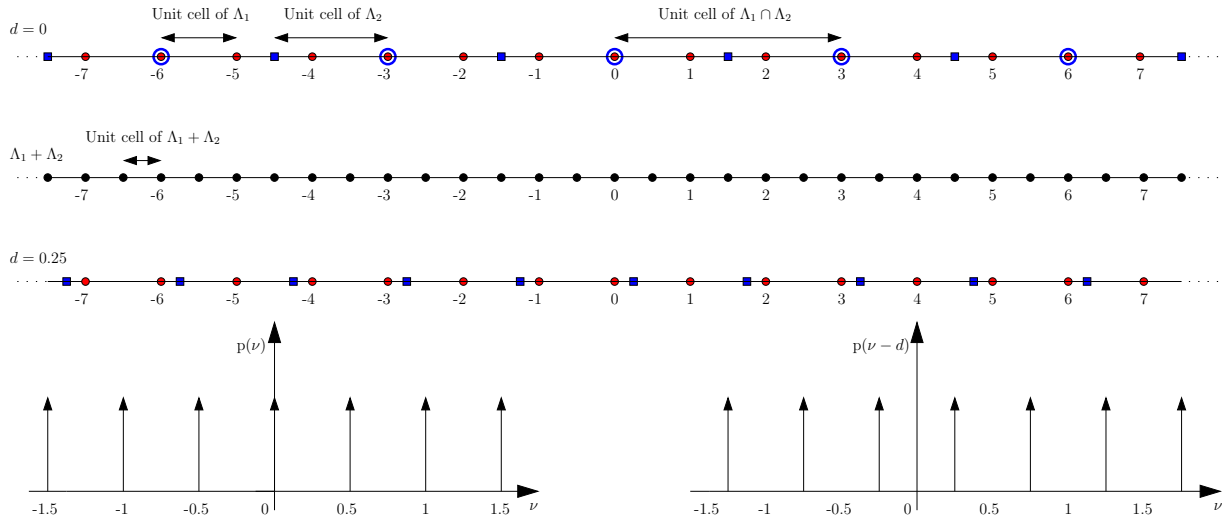 Unit cell of Λ₁ Unit cell of Λ₂ Unit cell of Λ₁ ∩ Λ₂
d = 0
-7 -6 -5 -4 -3 -2 -1 0 1 2 3 4 5 6 7
Unit cell of Λ₁ + Λ₂
Λ₁ + Λ₂
-7 -6 -5 -4 -3 -2 -1 0 1 2 3 4 5 6 7
d = 0.25
-7 -6 -5 -4 -3 -2 -1 0 1 2 3 4 5 6 7
p(ν) p(ν − d)
-1.5 -1 -0.5 0 0.5 1 1.5 ν -1.5 -1 -0.5 0 0.5 1 1.5 ν